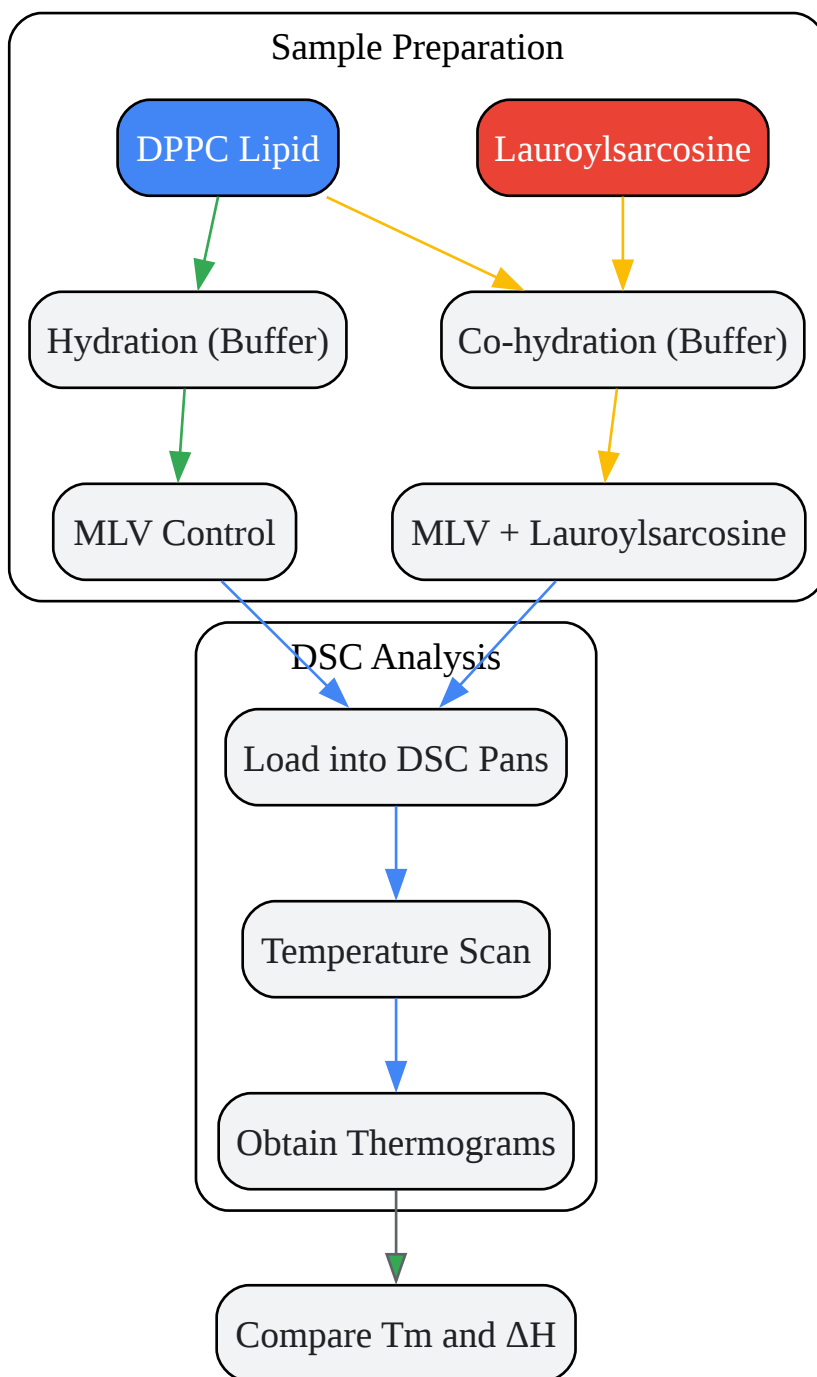 Sample Preparation
DPPC Lipid
Lauroylsarcosine
Hydration (Buffer)
Co-hydration (Buffer)
MLV Control
MLV + Lauroylsarcosine
DSC Analysis
Load into DSC Pans
Temperature Scan
Obtain Thermograms
Compare Tm and ΔH